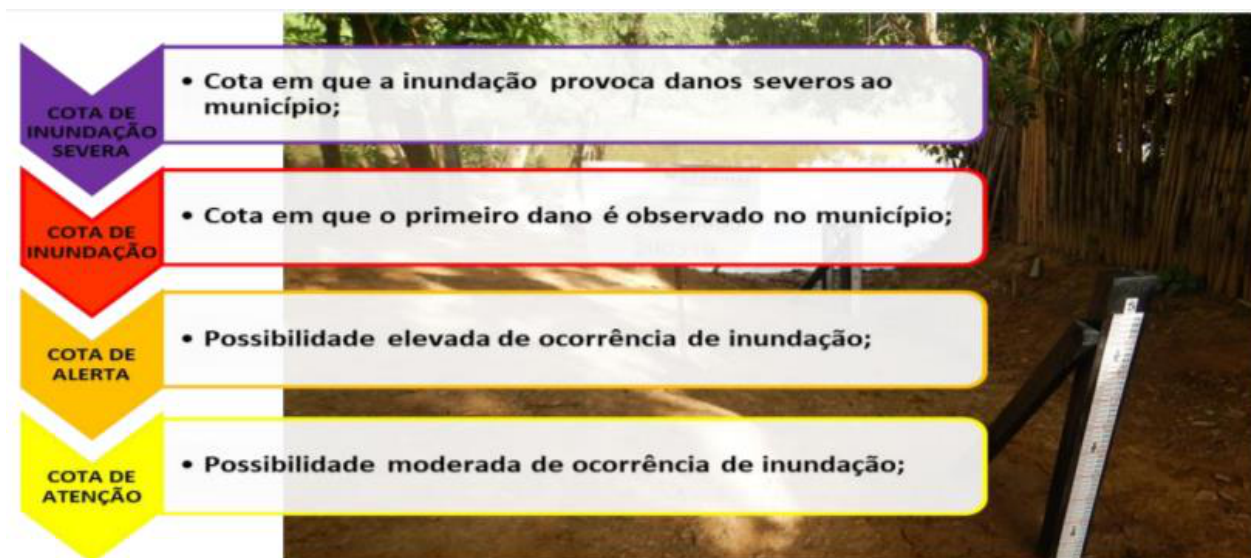 COTA DE
INUNDAÇÃO
SEVERA
• Cota em que a inundação provoca danos severos ao
município;
COTA DE
INUNDAÇÃO
• Cota em que o primeiro dano é observado no município;
COTA DE
ALERTA
• Possibilidade elevada de ocorrência de inundação;
COTA DE
ATENÇÃO
• Possibilidade moderada de ocorrência de inundação;